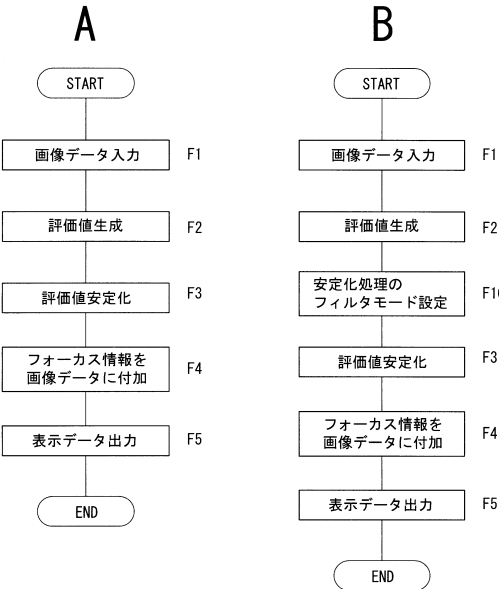 A
START
画像データ入力 F1
評価値生成 F2
評価値安定化 F3
フォーカス情報を
画像データに付加 F4
表示データ出力 F5
END
B
START
画像データ入力 F1
評価値生成 F2
安定化処理の
フィルタモード設定
評価値安定化 F3
フォーカス情報を
画像データに付加 F4
表示データ出力 F5
END